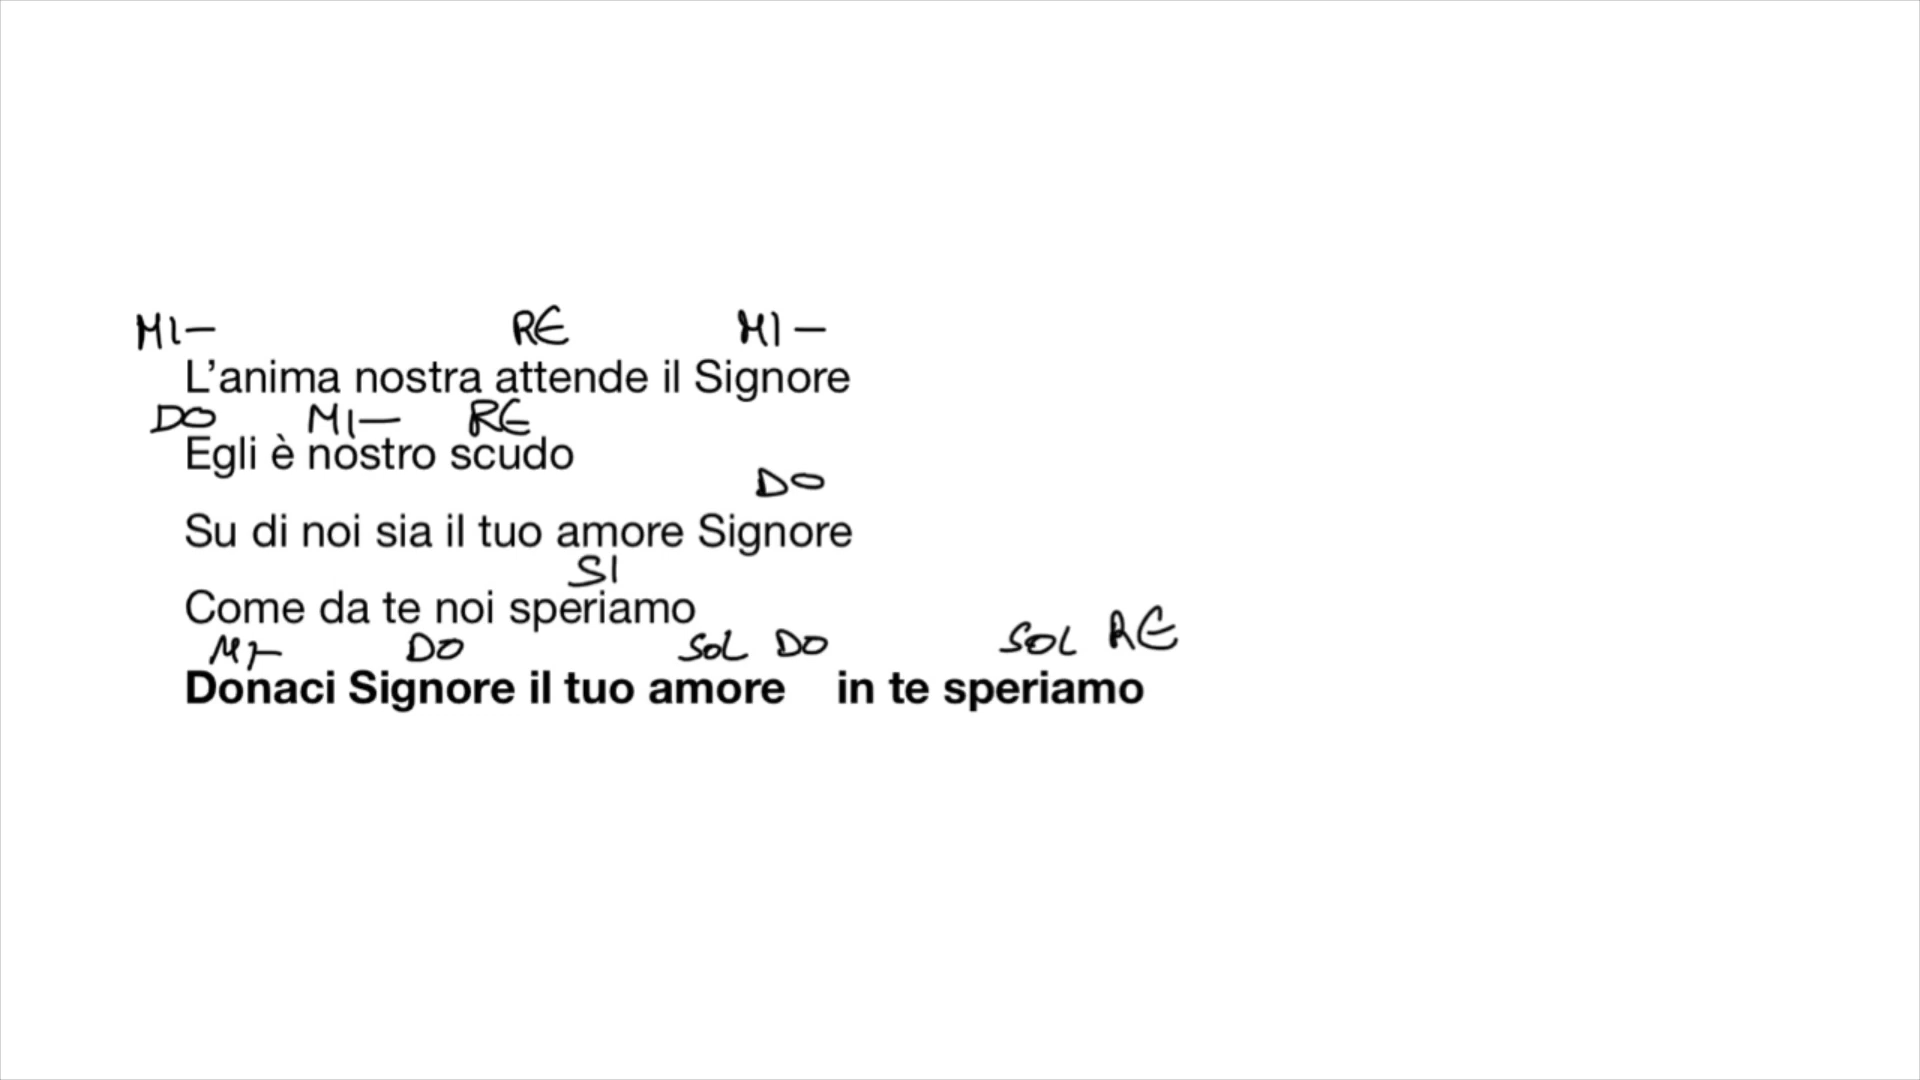 MI- RE MI-
L'anima nostra attende il Signore
DO MI- RE
Egli è nostro scudo
DO
Su di noi sia il tuo amore Signore
SI
Come da te noi speriamo
MI- DO SOL DO SOL RE
Donaci Signore il tuo amore in te speriamo